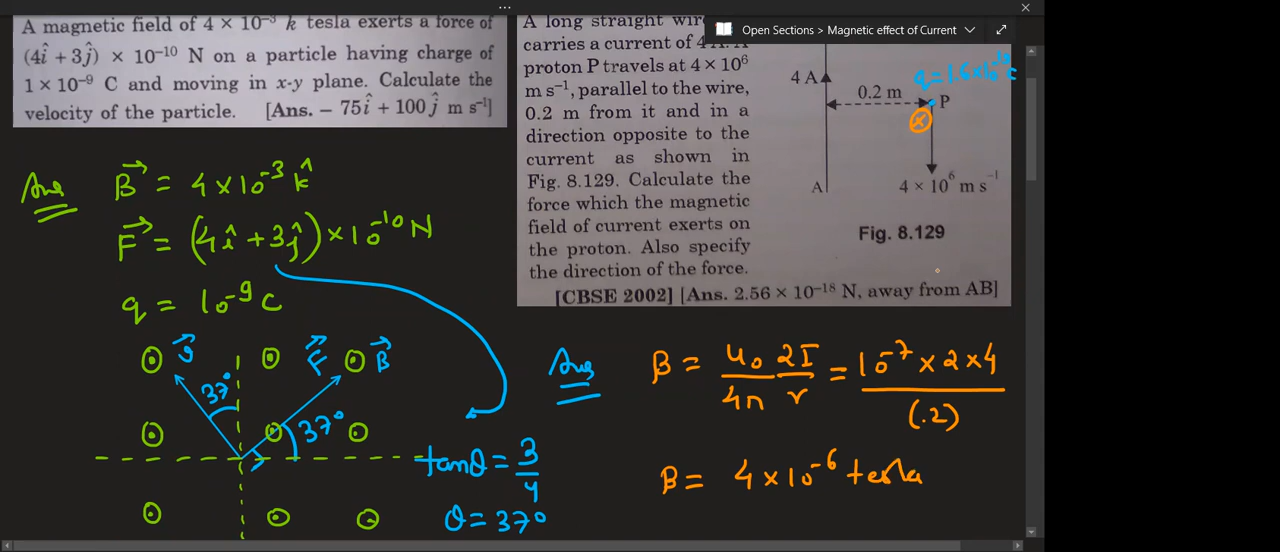 A magnetic field of 4 × 10⁻³ k̂ tesla exerts a force of
(4î + 3ĵ) × 10⁻¹⁰ N on a particle having charge of
1 × 10⁻⁹ C and moving in x-y plane. Calculate the
velocity of the particle. [Ans. – 75î + 100ĵ m s⁻¹]
Ans
B⃗ = 4×10⁻³ k̂
F⃗ = (4î + 3ĵ) × 10⁻¹⁰ N
q = 10⁻⁹ C
F⃗ B⃗
37°
37°
tanθ = 3/4
θ = 37°
Open Sections > Magnetic effect of Current
A long straight
carries a current of 4
proton P travels at 4 × 10⁶
m s⁻¹, parallel to the wire,
0.2 m from it and in a
direction opposite to the
current as shown in
Fig. 8.129. Calculate the
force which the magnetic
field of current exerts on
the proton. Also specify
the direction of the force.
[CBSE 2002] [Ans. 2.56 × 10⁻¹⁸ N, away from AB]
q = 1.6×10⁻¹⁹ C
4 A
0.2 m
P
A
4 × 10⁶ m s⁻¹
Fig. 8.129
Ans
B = μ₀/4π 2I/r = 10⁻⁷ × 2 × 4/(.2)
B = 4×10⁻⁶ tesla